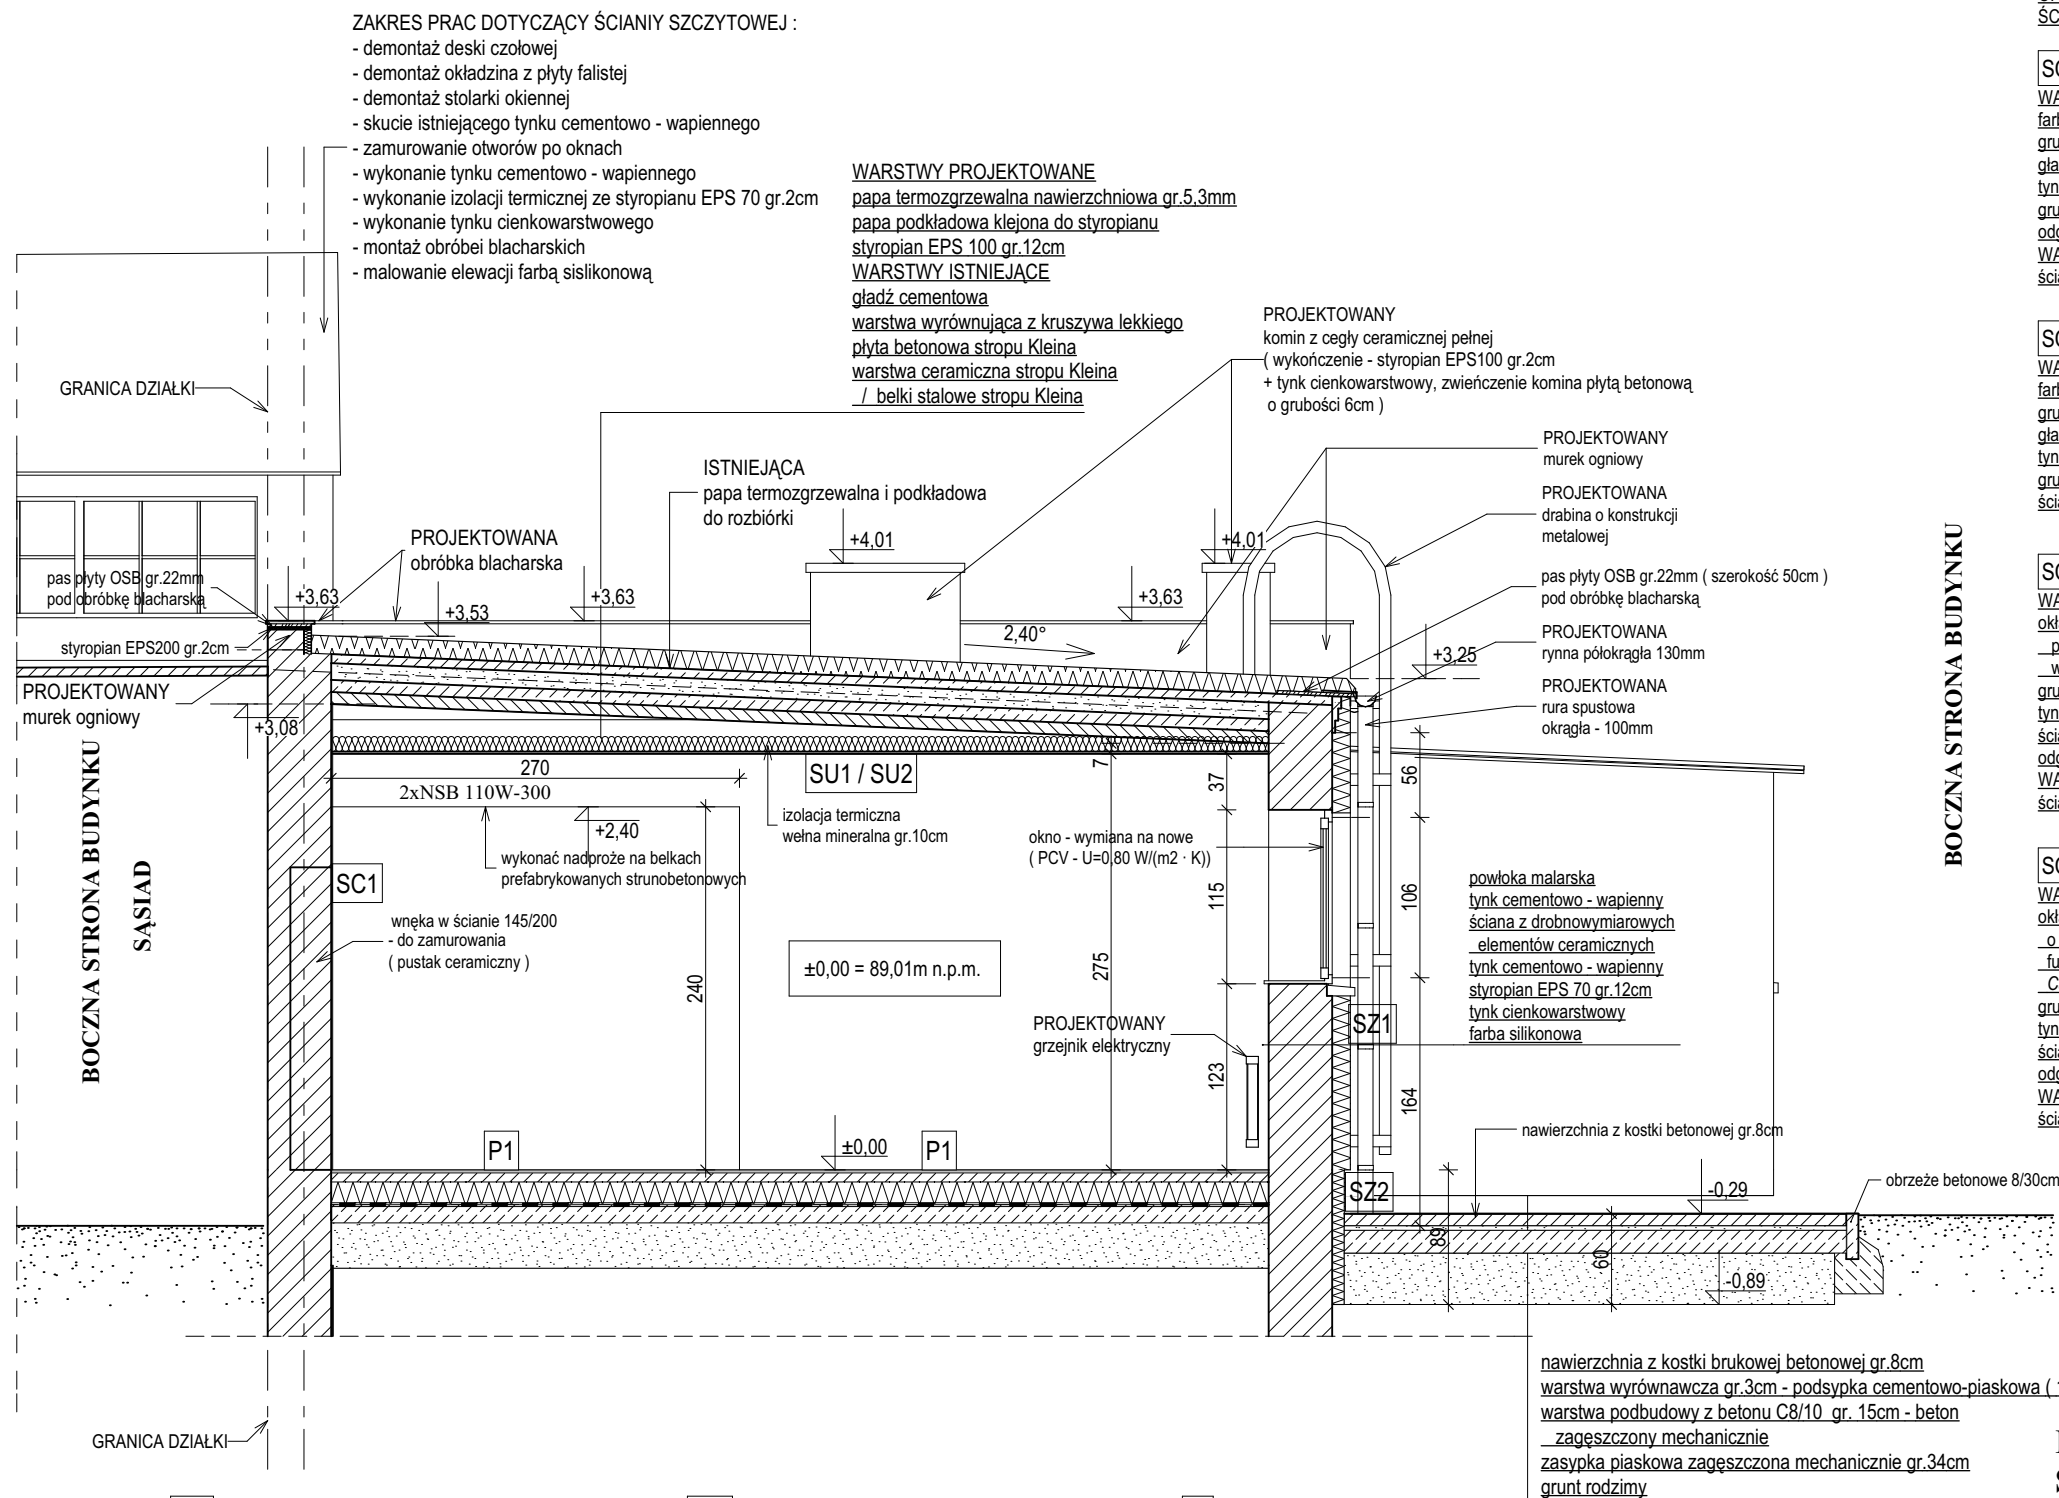 ZAKRES PRAC DOTYCZĄCY ŚCIANIY SZCZYTOWEJ :
- demontaż deski czołowej
- demontaż okładzina z płyty falistej
- demontaż stolarki okiennej
- skucie istniejącego tynku cementowo - wapiennego
- zamurowanie otworów po oknach
- wykonanie tynku cementowo - wapiennego
- wykonanie izolacji termicznej ze styropianu EPS 70 gr.2cm
- wykonanie tynku cienkowarstwowego
- montaż obróbei blacharskich
- malowanie elewacji farbą sislikonową
WARSTWY PROJEKTOWANE
papa termozgrzewalna nawierzchniowa gr.5,3mm
papa podkładowa klejona do styropianu
styropian EPS 100 gr.12cm
WARSTWY ISTNIEJĄCE
gładź cementowa
warstwa wyrównująca z kruszywa lekkiego
płyta betonowa stropu Kleina
warstwa ceramiczna stropu Kleina
/ belki stalowe stropu Kleina
PROJEKTOWANY
komin z cegły ceramicznej pełnej
( wykończenie - styropian EPS100 gr.2cm
+ tynk cienkowarstwowy, zwieńczenie komina płytą betonową
o grubości 6cm )
GRANICA DZIAŁKI
ISTNIEJĄCA
papa termozgrzewalna i podkładowa
do rozbiórki
PROJEKTOWANY
murek ogniowy
PROJEKTOWANA
drabina o konstrukcji
metalowej
PROJEKTOWANA
obróbka blacharska
+4,01
+4,01
pas płyty OSB gr.22mm
pod obróbkę blacharską
pas płyty OSB gr.22mm ( szerokość 50cm )
pod obróbkę blacharską
+3,63
+3,53
+3,63
+3,63
2,40°
styropian EPS200 gr.2cm
PROJEKTOWANA
rynna półokrągła 130mm
+3,25
PROJEKTOWANY
murek ogniowy
PROJEKTOWANA
rura spustowa
okrągła - 100mm
+3,08
270
2xNSB 110W-300
+2,40
SU1 / SU2
7
37
56
izolacja termiczna
wełna mineralna gr.10cm
wykonać nadproże na belkach
prefabrykowanych strunobetonowych
okno - wymiana na nowe
( PCV - U=0,80 W/(m2 · K))
BOCZNA STRONA BUDYNKU
SĄSIAD
BOCZNA STRONA BUDYNKU
SC1
wnęka w ścianie 145/200
- do zamurowania
( pustak ceramiczny )
115
106
powłoka malarska
tynk cementowo - wapienny
ściana z drobnowymiarowych
elementów ceramicznych
tynk cementowo - wapienny
styropian EPS 70 gr.12cm
tynk cienkowarstwowy
farba silikonowa
±0,00 = 89,01m n.p.m.
240
275
PROJEKTOWANY
grzejnik elektryczny
SZ1
123
164
P1
±0,00
P1
nawierzchnia z kostki betonowej gr.8cm
SZ2
-0,29
obrzeże betonowe 8/30cm
89
60
-0,89
GRANICA DZIAŁKI
nawierzchnia z kostki brukowej betonowej gr.8cm
warstwa wyrównawcza gr.3cm - podsypka cementowo-piaskowa (
warstwa podbudowy z betonu C8/10 gr. 15cm - beton
zagęszczony mechanicznie
zasypka piaskowa zagęszczona mechanicznie gr.34cm
grunt rodzimy